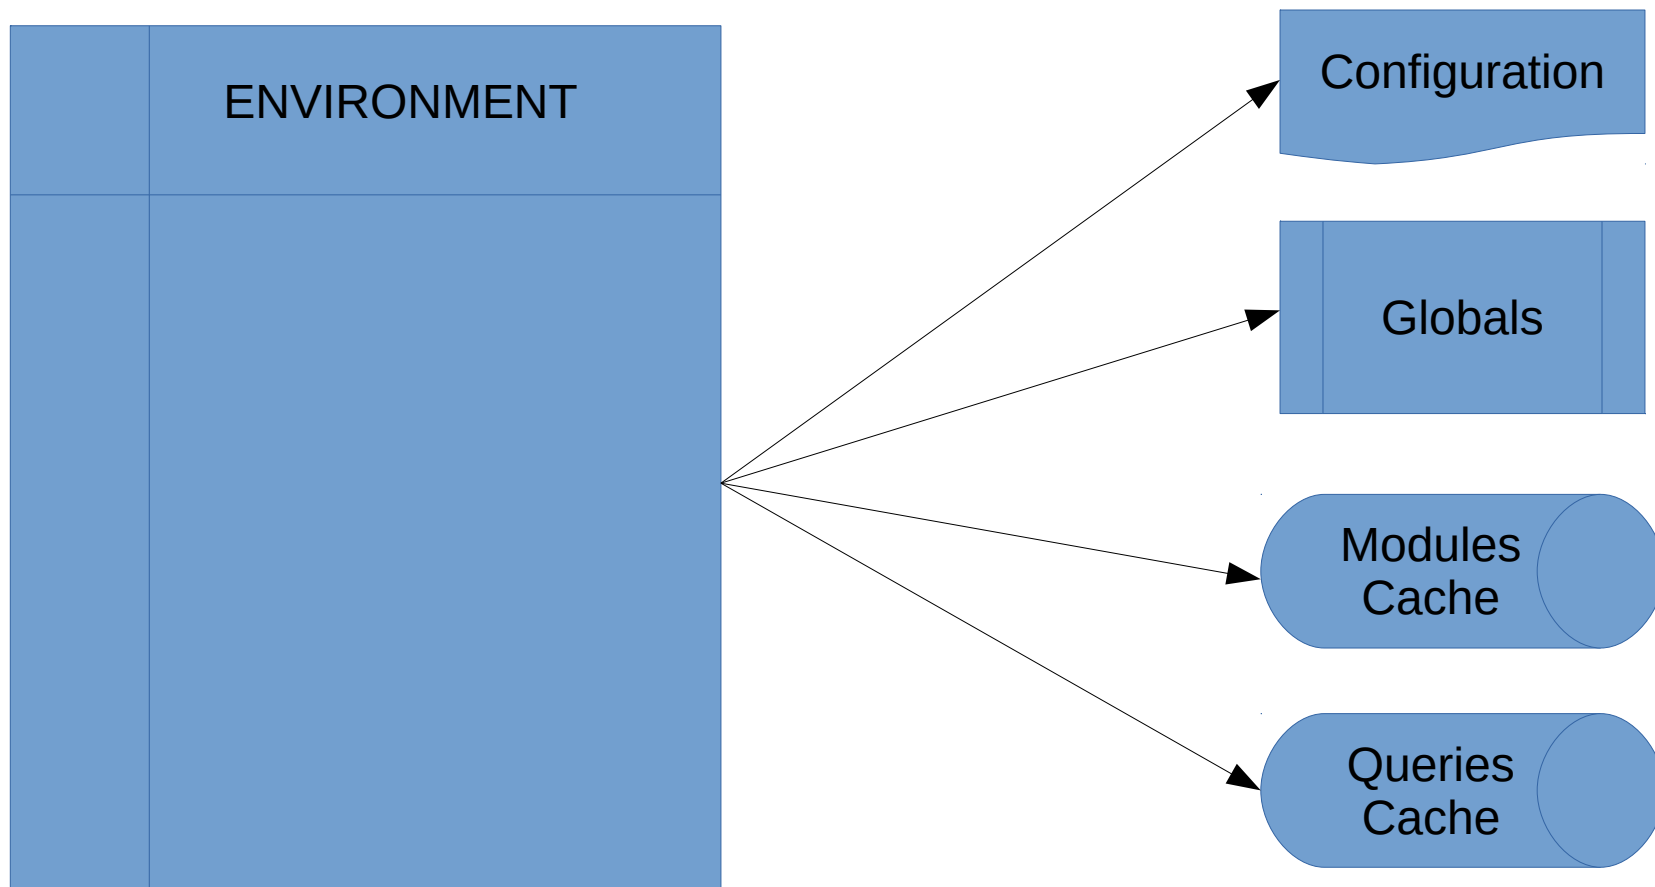 ENVIRONMENT
Configuration
Globals
Modules
Cache
Queries
Cache